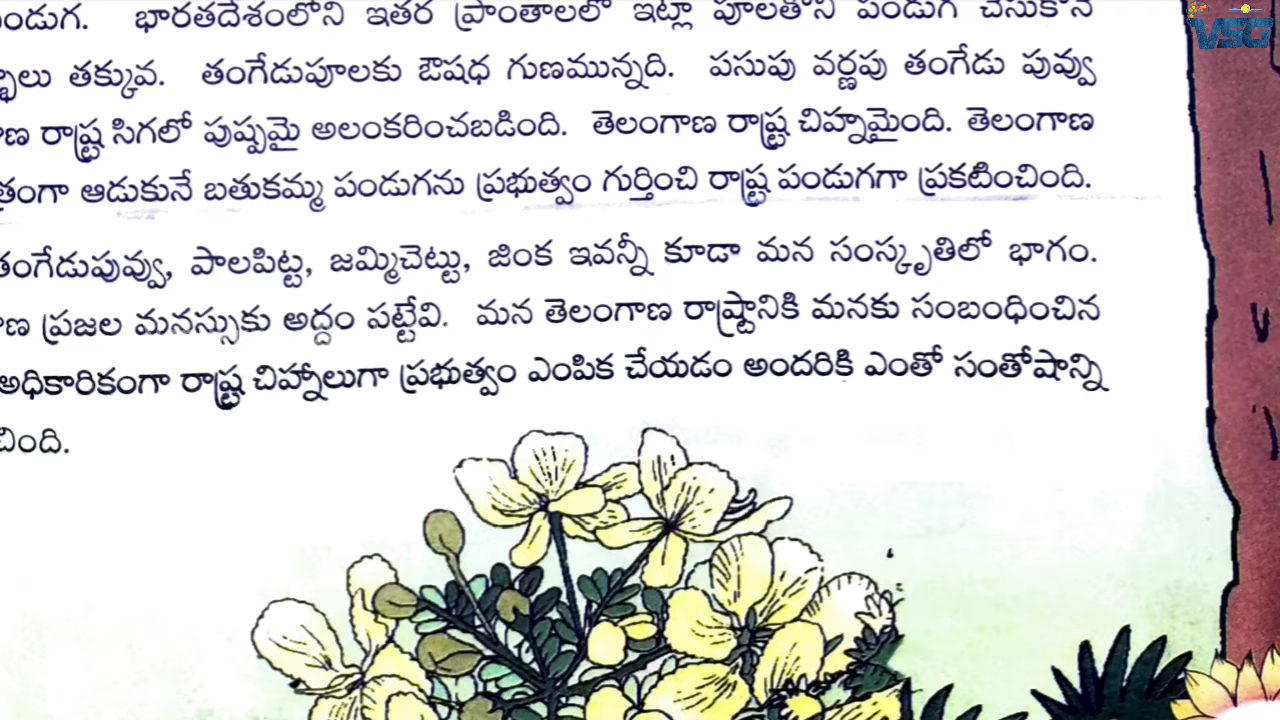 భారతదేశంలోని ఇతర ప్రాంతాలలో ఇట్లా పూలతోని పండుగ చేసుకొనే
తక్కువ. తంగేడుపూలకు ఔషధ గుణమున్నది. పసుపు వర్ణపు తంగేడు పువ్వు
రాష్ట్ర సిగలో పుష్పమై అలంకరించబడింది. తెలంగాణ రాష్ట్ర చిహ్నమైంది. తెలంగాణ
ఆడుకునే బతుకమ్మ పండుగను ప్రభుత్వం గుర్తించి రాష్ట్ర పండుగగా ప్రకటించింది.
తంగేడుపువ్వు, పాలపిట్ట, జమ్మిచెట్టు, జింక ఇవన్నీ కూడా మన సంస్కృతిలో భాగం.
ప్రజల మనస్సుకు అద్దం పట్టేవి. మన తెలంగాణ రాష్ట్రానికి మనకు సంబంధించిన
అధికారికంగా రాష్ట్ర చిహ్నాలుగా ప్రభుత్వం ఎంపిక చేయడం అందరికి ఎంతో సంతోషాన్ని
VSG